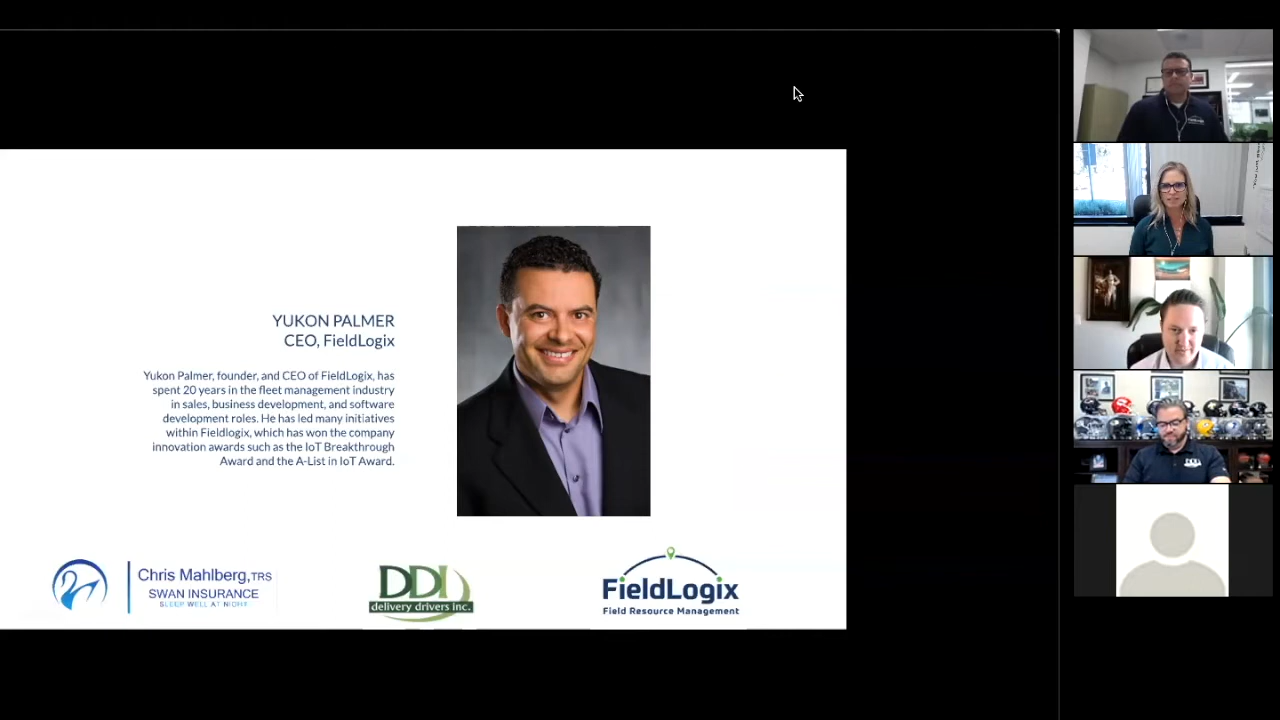 YUKON PALMER
CEO, FieldLogix
Yukon Palmer, founder, and CEO of FieldLogix, has
spent 20 years in the fleet management industry
in sales, business development, and software
development roles. He has led many initiatives
within Fieldlogix, which has won the company
innovation awards such as the IoT Breakthrough
Award and the A-List in IoT Award.
Chris Mahlberg, TRS
SWAN INSURANCE
SLEEP WELL AT NIGHT
DDI
delivery drivers inc.
FieldLogix
Field Resource Management